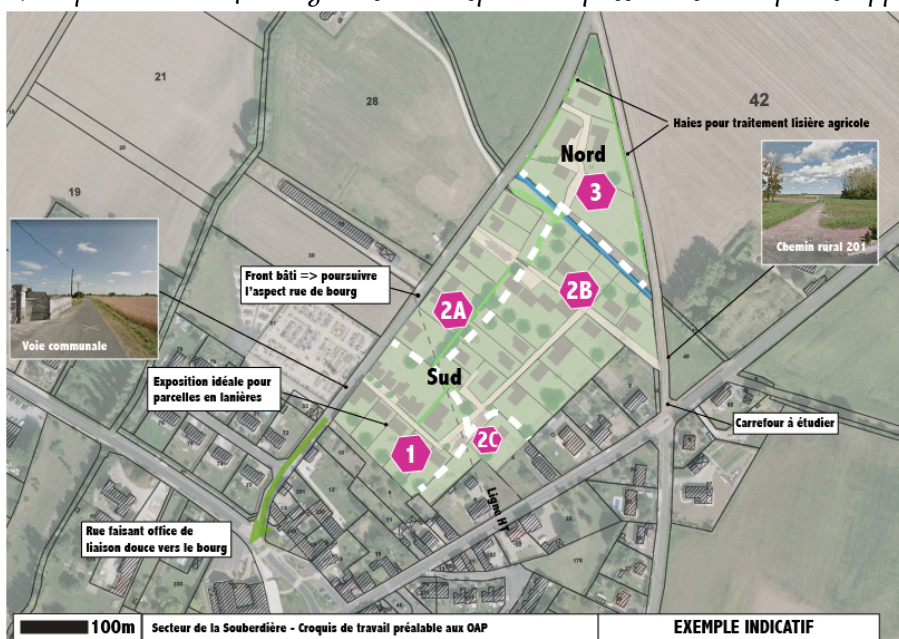 21
28
42
Haies pour traitement lisière agricole
Nord
3
19
Chemin rural 201
Front bâti => poursuivre
l'aspect rue de bourg
2A
2B
Voie communale
Exposition idéale pour
parcelles en lanières
Sud
Carrefour à étudier
1
2C
Ligne HT
Rue faisant office de
liaison douce vers le bourg
100m
Secteur de la Souberdière - Croquis de travail préalable aux OAP
EXEMPLE INDICATIF